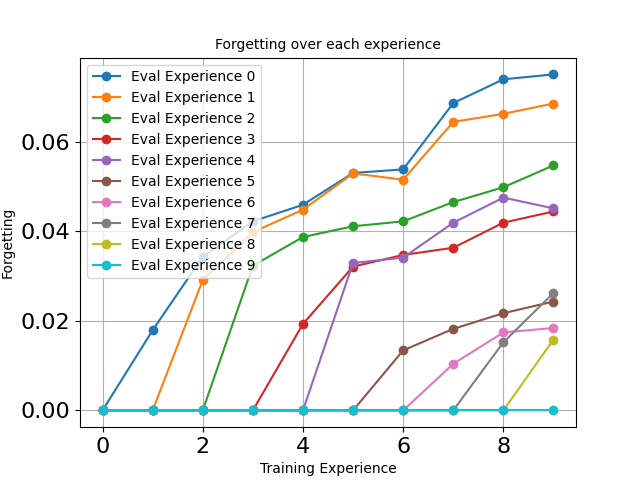 Forgetting over each experience
Eval Experience 0
Eval Experience 1
Eval Experience 2
Eval Experience 3
Eval Experience 4
Eval Experience 5
Eval Experience 6
Eval Experience 7
Eval Experience 8
Eval Experience 9
Forgetting
0.06
0.04
0.02
0.00
0 2 4 6 8
Training Experience